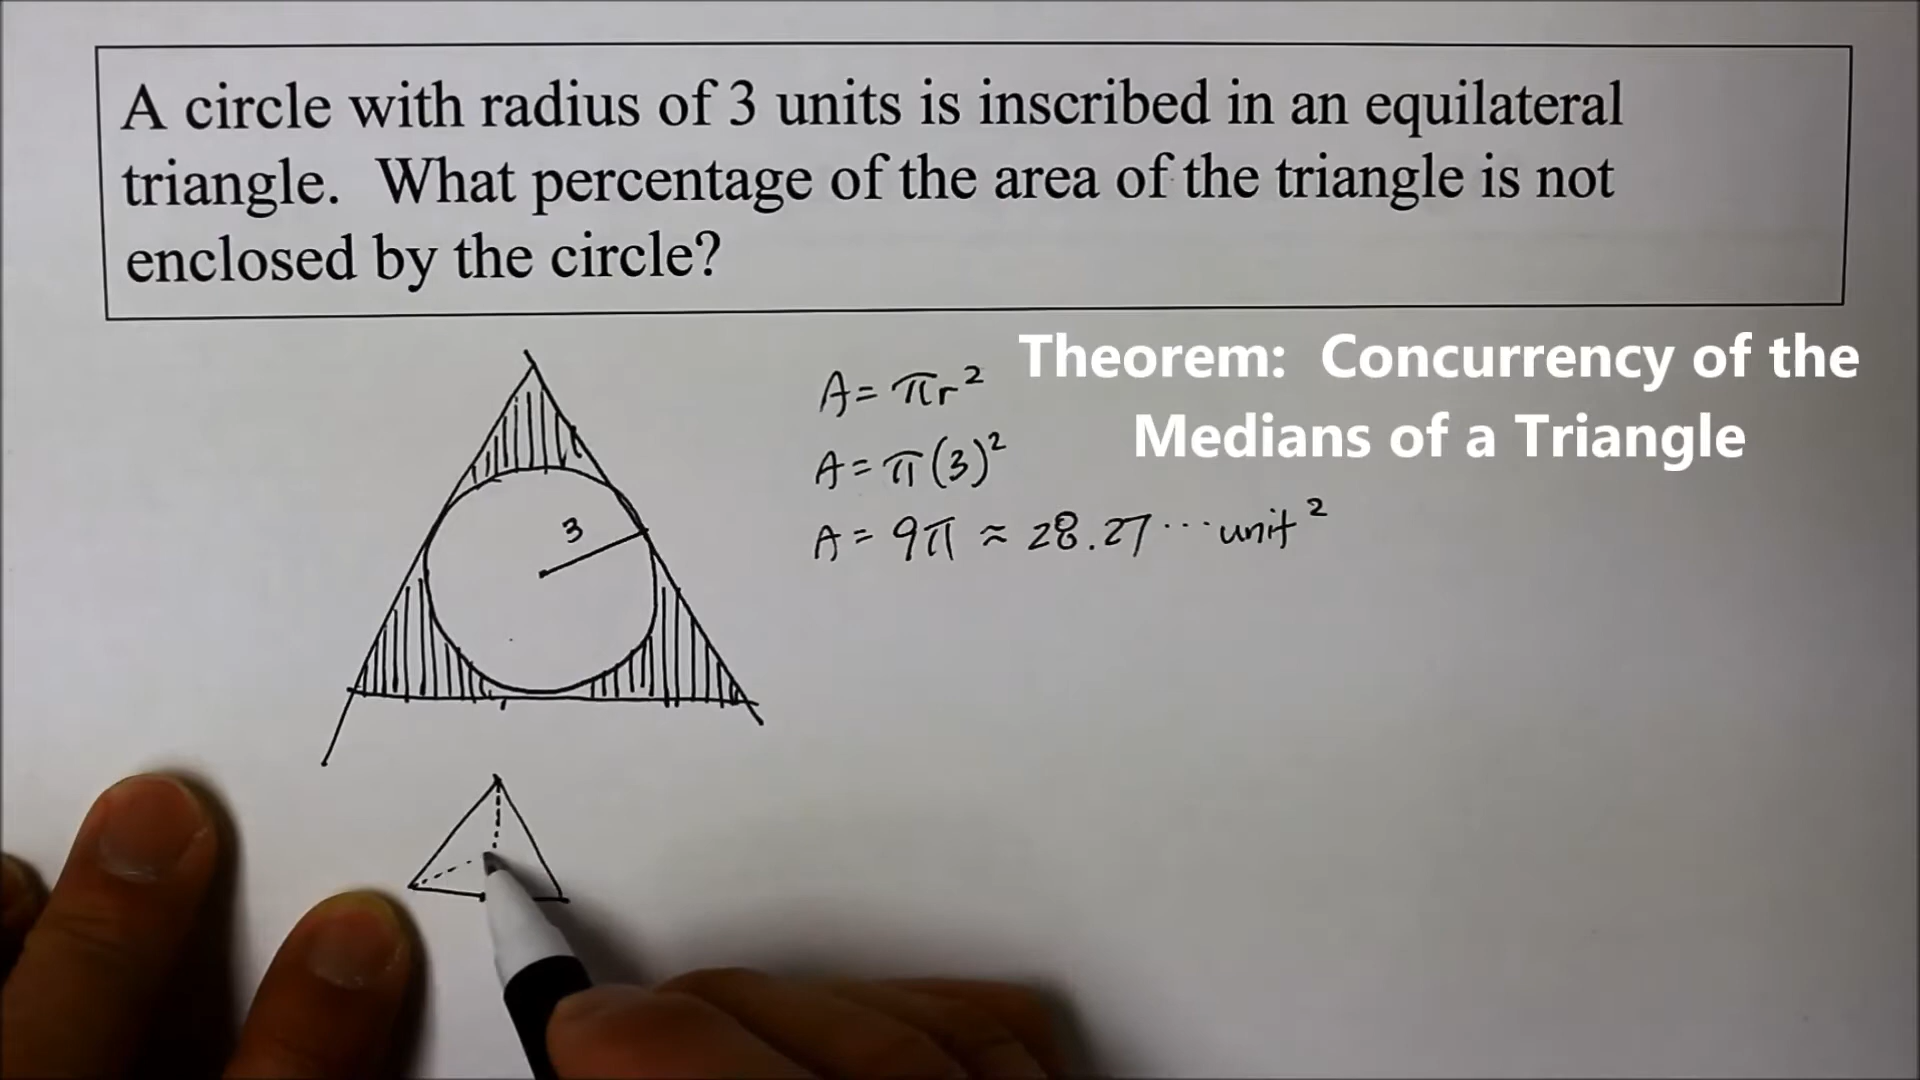 A circle with radius of 3 units is inscribed in an equilateral
triangle. What percentage of the area of the triangle is not
enclosed by the circle?
Theorem: Concurrency of the
Medians of a Triangle
A = πr²
A = π(3)²
A = 9π ≈ 28.27... unit²
3